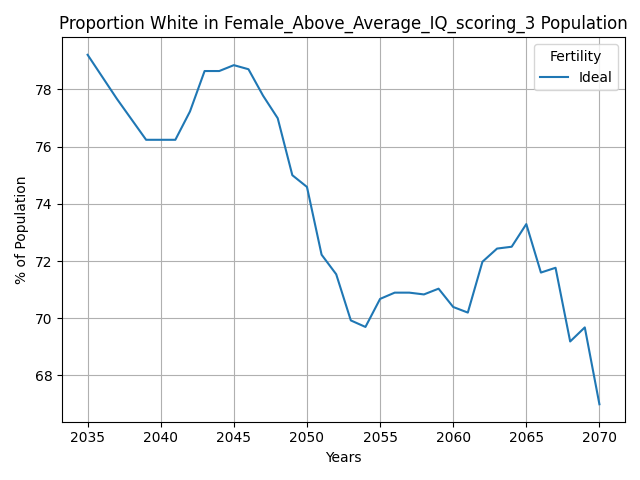 Proportion White in Female_Above_Average_IQ_scoring_3 Population
Fertility
Ideal
% of Population
78
76
74
72
70
68
2035 2040 2045 2050 2055 2060 2065 2070
Years